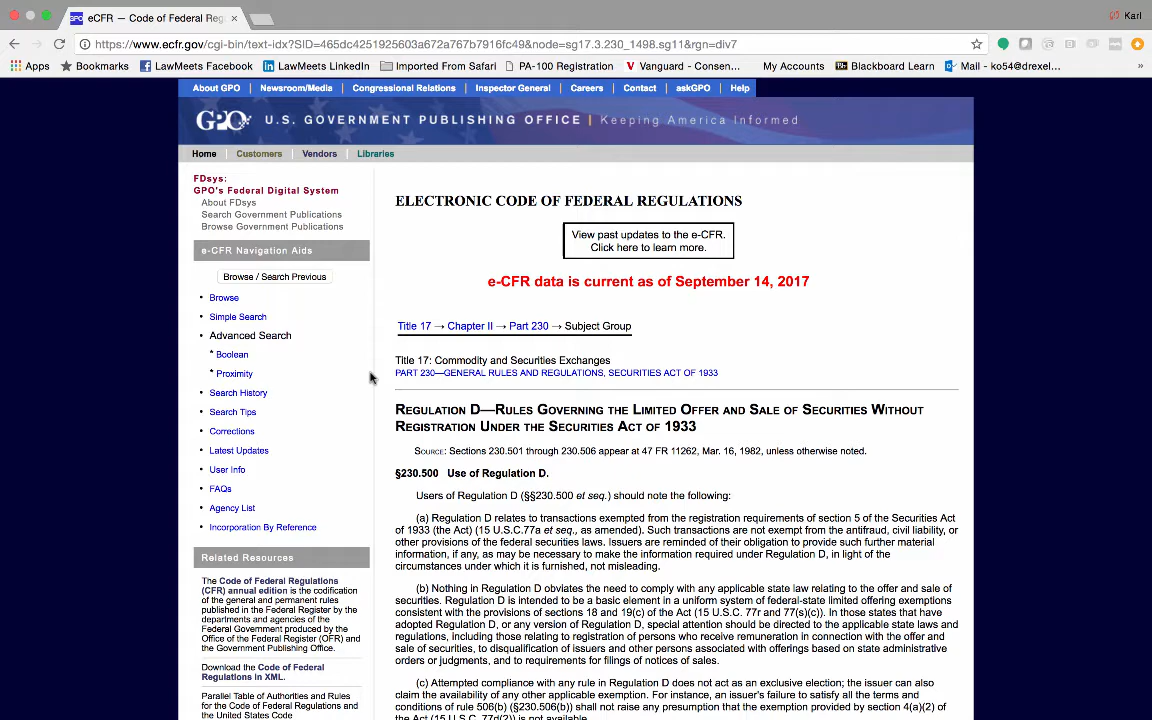 eCFR — Code of Federal Reg
Karl
https://www.ecfr.gov/cgi-bin/text-idx?SID=465dc4251925603a672a767b7916fc49&node=sg17.3.230_1498.sg11&rgn=div7
Apps Bookmarks LawMeets Facebook LawMeets LinkedIn Imported From Safari PA-100 Registration Vanguard - Consen... My Accounts Blackboard Learn Mail - ko54@drexel... »
About GPO Newsroom/Media Congressional Relations Inspector General Careers Contact askGPO Help
GPO U.S. GOVERNMENT PUBLISHING OFFICE | Keeping America Informed
Home Customers Vendors Libraries
FDsys:
GPO's Federal Digital System
About FDsys
Search Government Publications
Browse Government Publications
e-CFR Navigation Aids
Browse / Search Previous
• Browse
• Simple Search
• Advanced Search
* Boolean
* Proximity
• Search History
• Search Tips
• Corrections
• Latest Updates
• User Info
• FAQs
• Agency List
• Incorporation By Reference
Related Resources
The Code of Federal Regulations
(CFR) annual edition is the codification
of the general and permanent rules
published in the Federal Register by the
departments and agencies of the
Federal Government produced by the
Office of the Federal Register (OFR) and
the Government Publishing Office.
Download the Code of Federal
Regulations in XML.
Parallel Table of Authorities and Rules
for the Code of Federal Regulations and
the United States Code
ELECTRONIC CODE OF FEDERAL REGULATIONS
View past updates to the e-CFR.
Click here to learn more.
e-CFR data is current as of September 14, 2017
Title 17 → Chapter II → Part 230 → Subject Group
Title 17: Commodity and Securities Exchanges
PART 230—GENERAL RULES AND REGULATIONS, SECURITIES ACT OF 1933
REGULATION D—RULES GOVERNING THE LIMITED OFFER AND SALE OF SECURITIES WITHOUT
REGISTRATION UNDER THE SECURITIES ACT OF 1933
SOURCE: Sections 230.501 through 230.506 appear at 47 FR 11262, Mar. 16, 1982, unless otherwise noted.
§230.500 Use of Regulation D.
Users of Regulation D (§§230.500 et seq.) should note the following:
(a) Regulation D relates to transactions exempted from the registration requirements of section 5 of the Securities Act
of 1933 (the Act) (15 U.S.C.77a et seq., as amended). Such transactions are not exempt from the antifraud, civil liability, or
other provisions of the federal securities laws. Issuers are reminded of their obligation to provide such further material
information, if any, as may be necessary to make the information required under Regulation D, in light of the
circumstances under which it is furnished, not misleading.
(b) Nothing in Regulation D obviates the need to comply with any applicable state law relating to the offer and sale of
securities. Regulation D is intended to be a basic element in a uniform system of federal-state limited offering exemptions
consistent with the provisions of sections 18 and 19(c) of the Act (15 U.S.C. 77r and 77(s)(c)). In those states that have
adopted Regulation D, or any version of Regulation D, special attention should be directed to the applicable state laws and
regulations, including those relating to registration of persons who receive remuneration in connection with the offer and
sale of securities, to disqualification of issuers and other persons associated with offerings based on state administrative
orders or judgments, and to requirements for filings of notices of sales.
(c) Attempted compliance with any rule in Regulation D does not act as an exclusive election; the issuer can also
claim the availability of any other applicable exemption. For instance, an issuer's failure to satisfy all the terms and
conditions of rule 506(b) (§230.506(b)) shall not raise any presumption that the exemption provided by section 4(a)(2) of
the Act (15 U.S.C. 77d(2)) is not available.